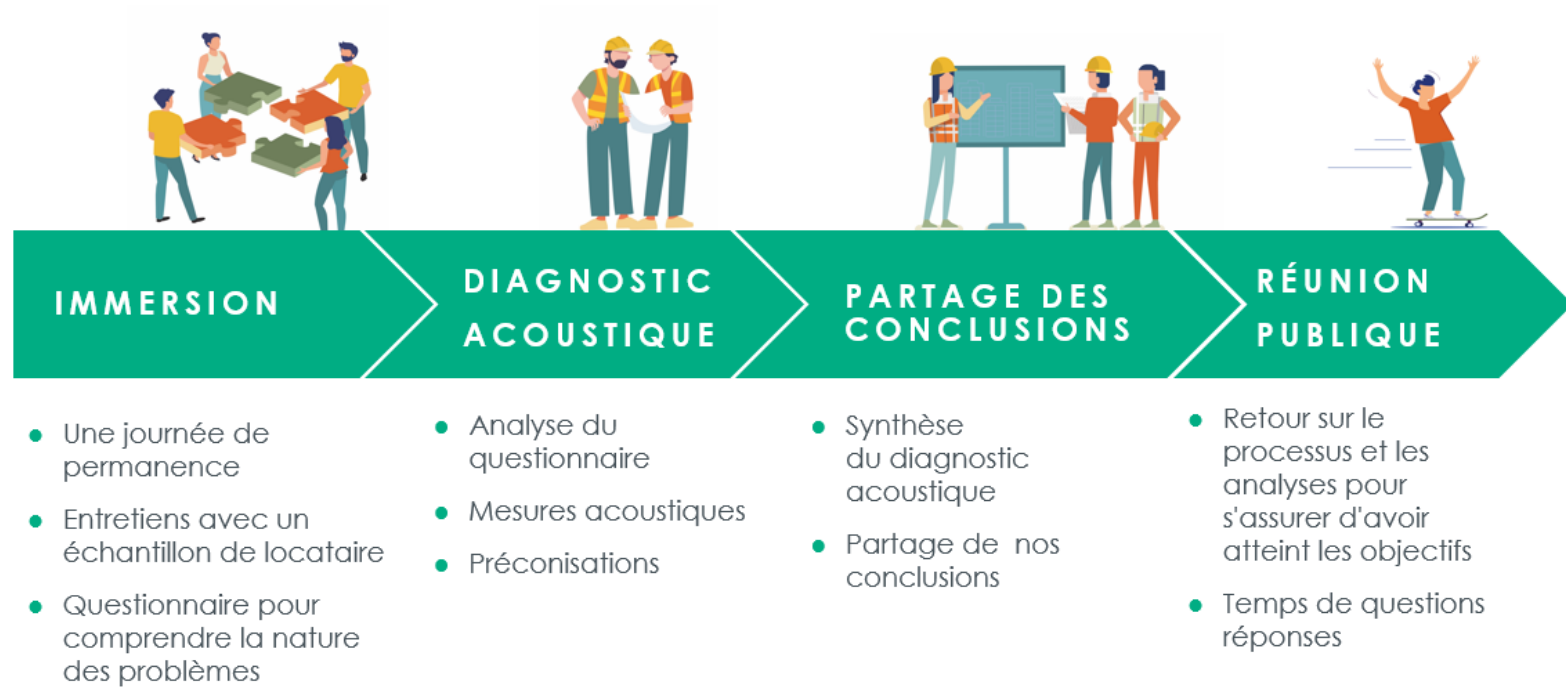 IMMERSION
DIAGNOSTIC
ACOUSTIQUE
PARTAGE DES
CONCLUSIONS
RÉUNION
PUBLIQUE
Une journée de
permanence
Entretiens avec un
échantillon de locataire
Questionnaire pour
comprendre la nature
des problèmes
Analyse du
questionnaire
Mesures acoustiques
Préconisations
Synthèse
du diagnostic
acoustique
Partage de nos
conclusions
Retour sur le
processus et les
analyses pour
s'assurer d'avoir
atteint les objectifs
Temps de questions
réponses